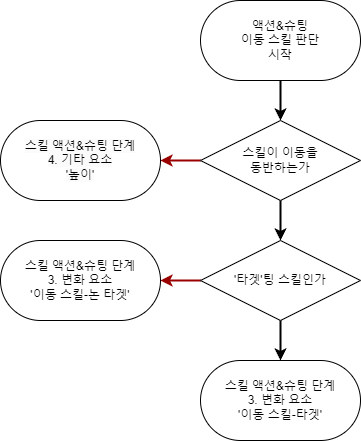 액션&슈팅
이동 스킬 판단
시작
스킬이 이동을
동반하는가
스킬 액션&슈팅 단계
4. 기타 요소
'높이'
'타겟'팅 스킬인가
스킬 액션&슈팅 단계
3. 변화 요소
'이동 스킬-논 타겟'
스킬 액션&슈팅 단계
3. 변화 요소
'이동 스킬-타겟'